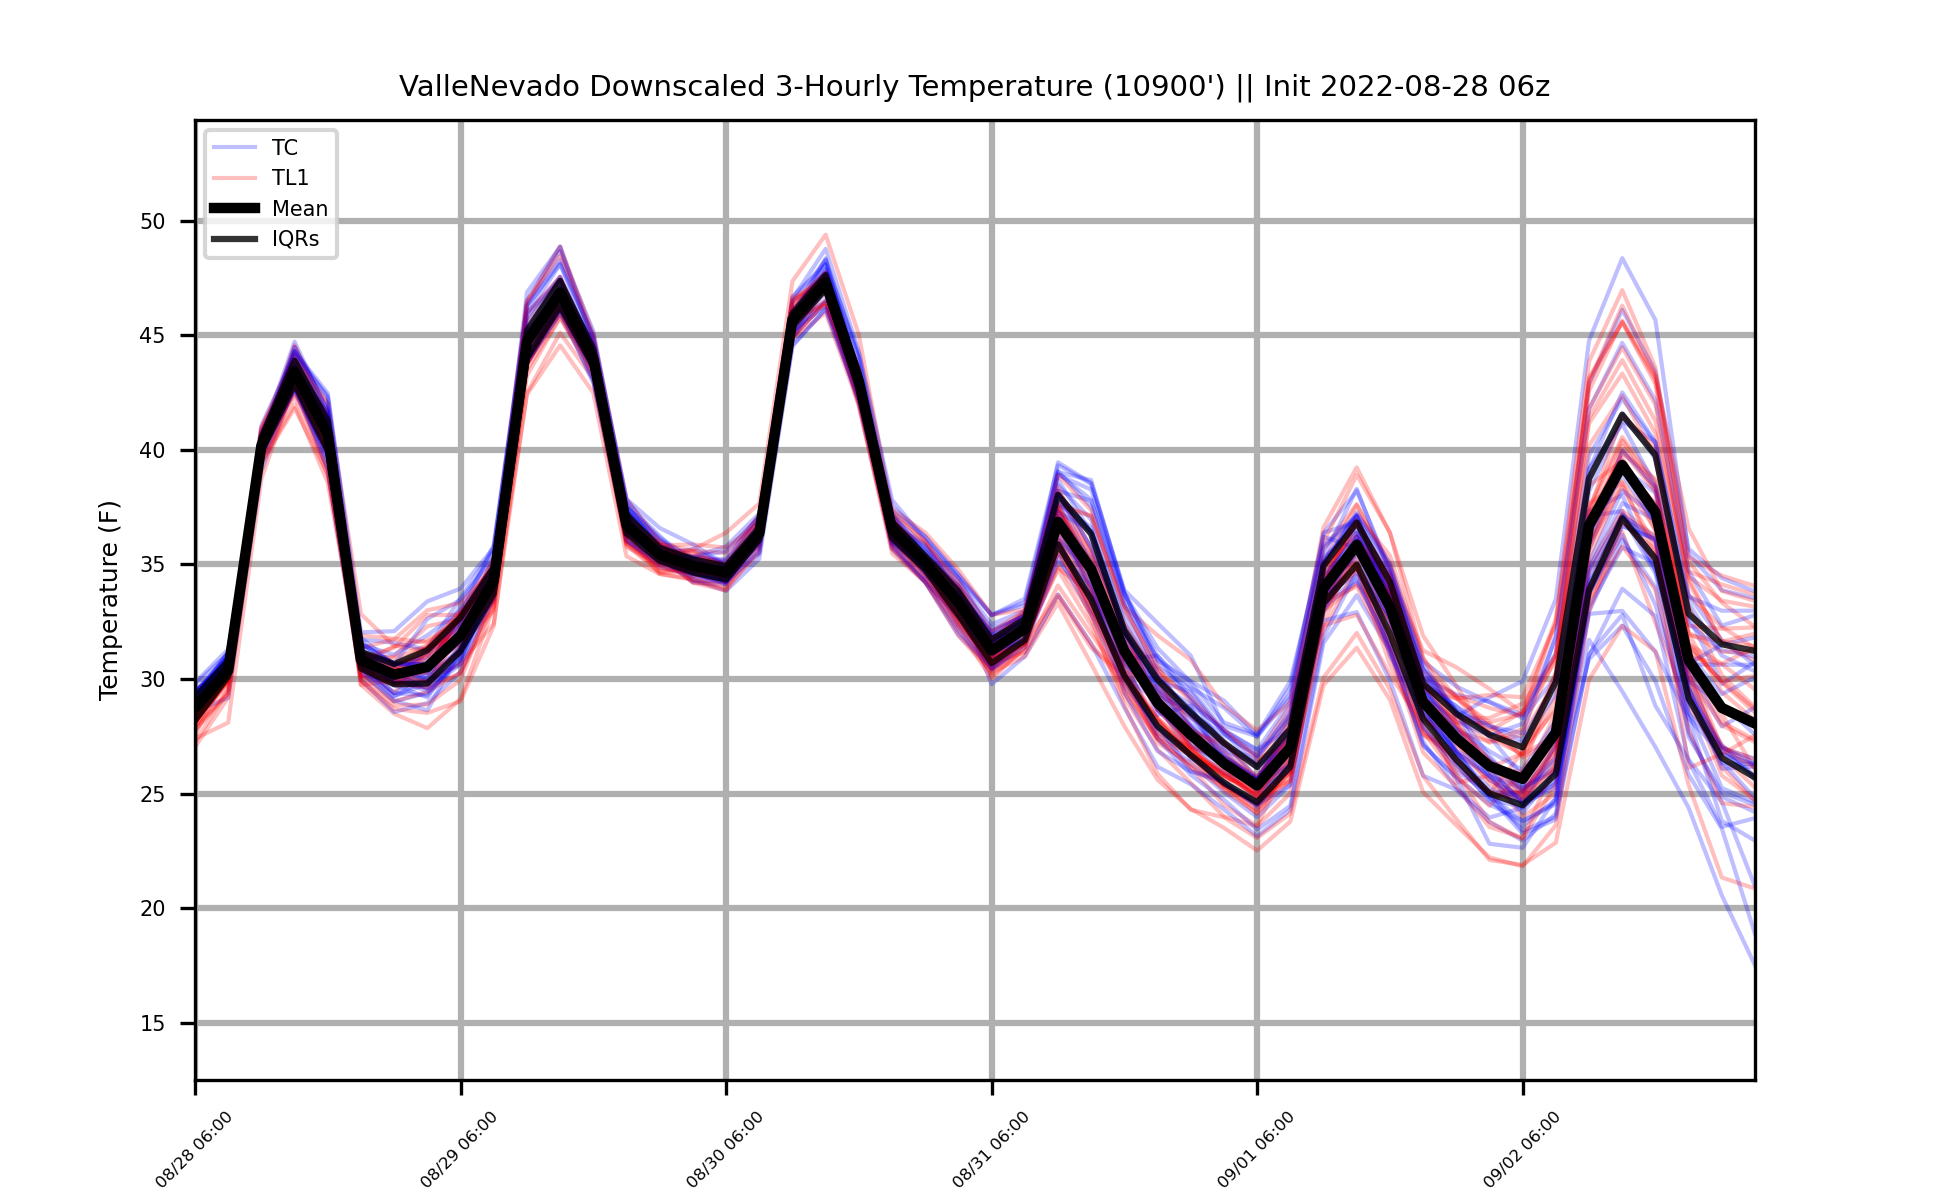 ValleNevado Downscaled 3-Hourly Temperature (10900') || Init 2022-08-28 06z
TC
TL1
Mean
IQRs
Temperature (F)
50
45
40
35
30
25
20
15
08/28 06:00
08/29 06:00
08/30 06:00
08/31 06:00
09/01 06:00
09/02 06:00